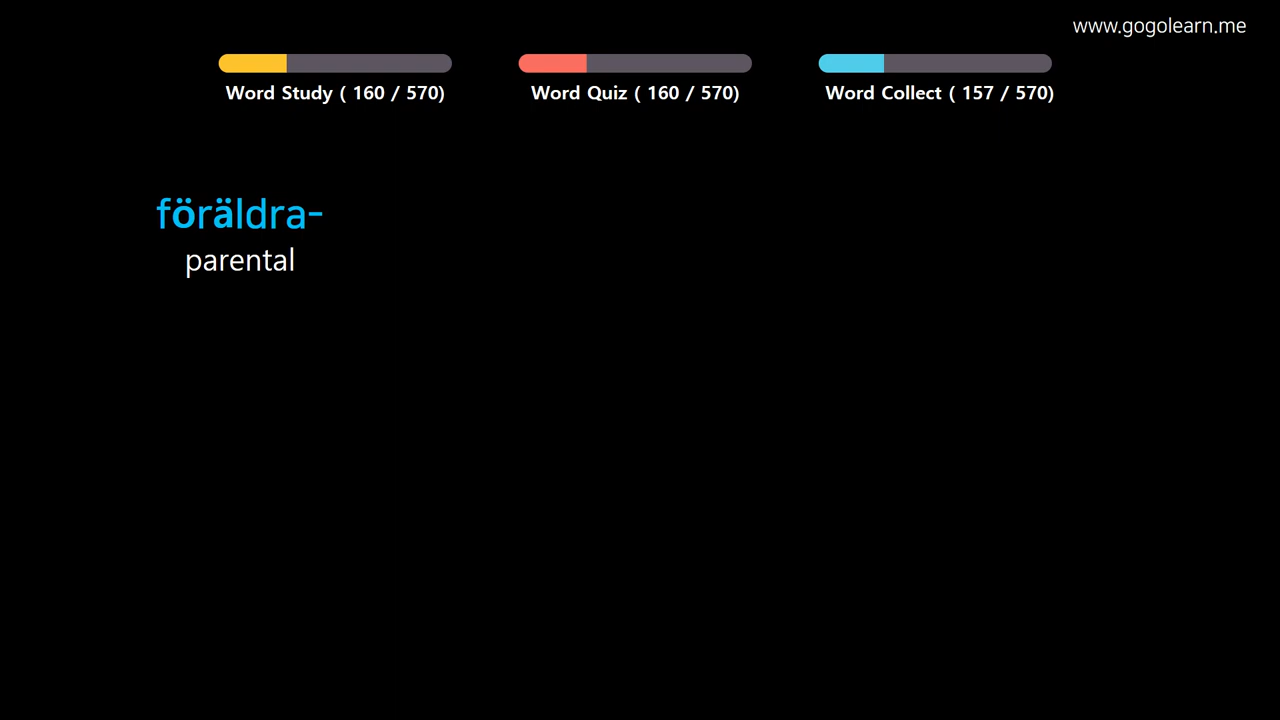 www.gogolearn.me
Word Study ( 160 / 570)
Word Quiz ( 160 / 570)
Word Collect ( 157 / 570)
föräldra-
parental